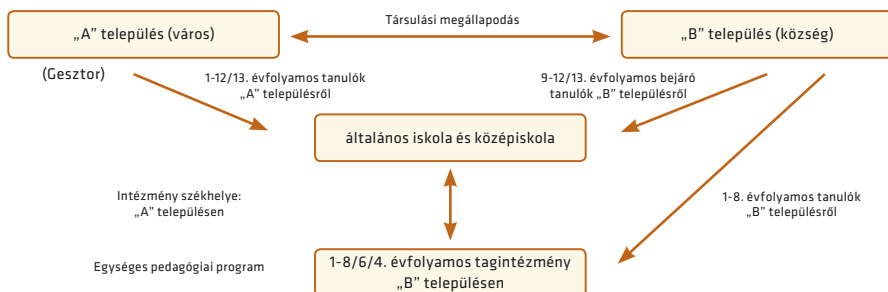 Társulási megállapodás
„A” település (város)
„B” település (község)
(Gesztor)
1-12/13. évfolyamos tanulók
„A” településről
9-12/13. évfolyamos bejáró
tanulók „B” településről
általános iskola és középiskola
Intézmény székhelye:
„A” településen
1-8. évfolyamos tanulók
„B” településről
Egységes pedagógiai program
1-8/6/4. évfolyamos tagintézmény
„B” településen